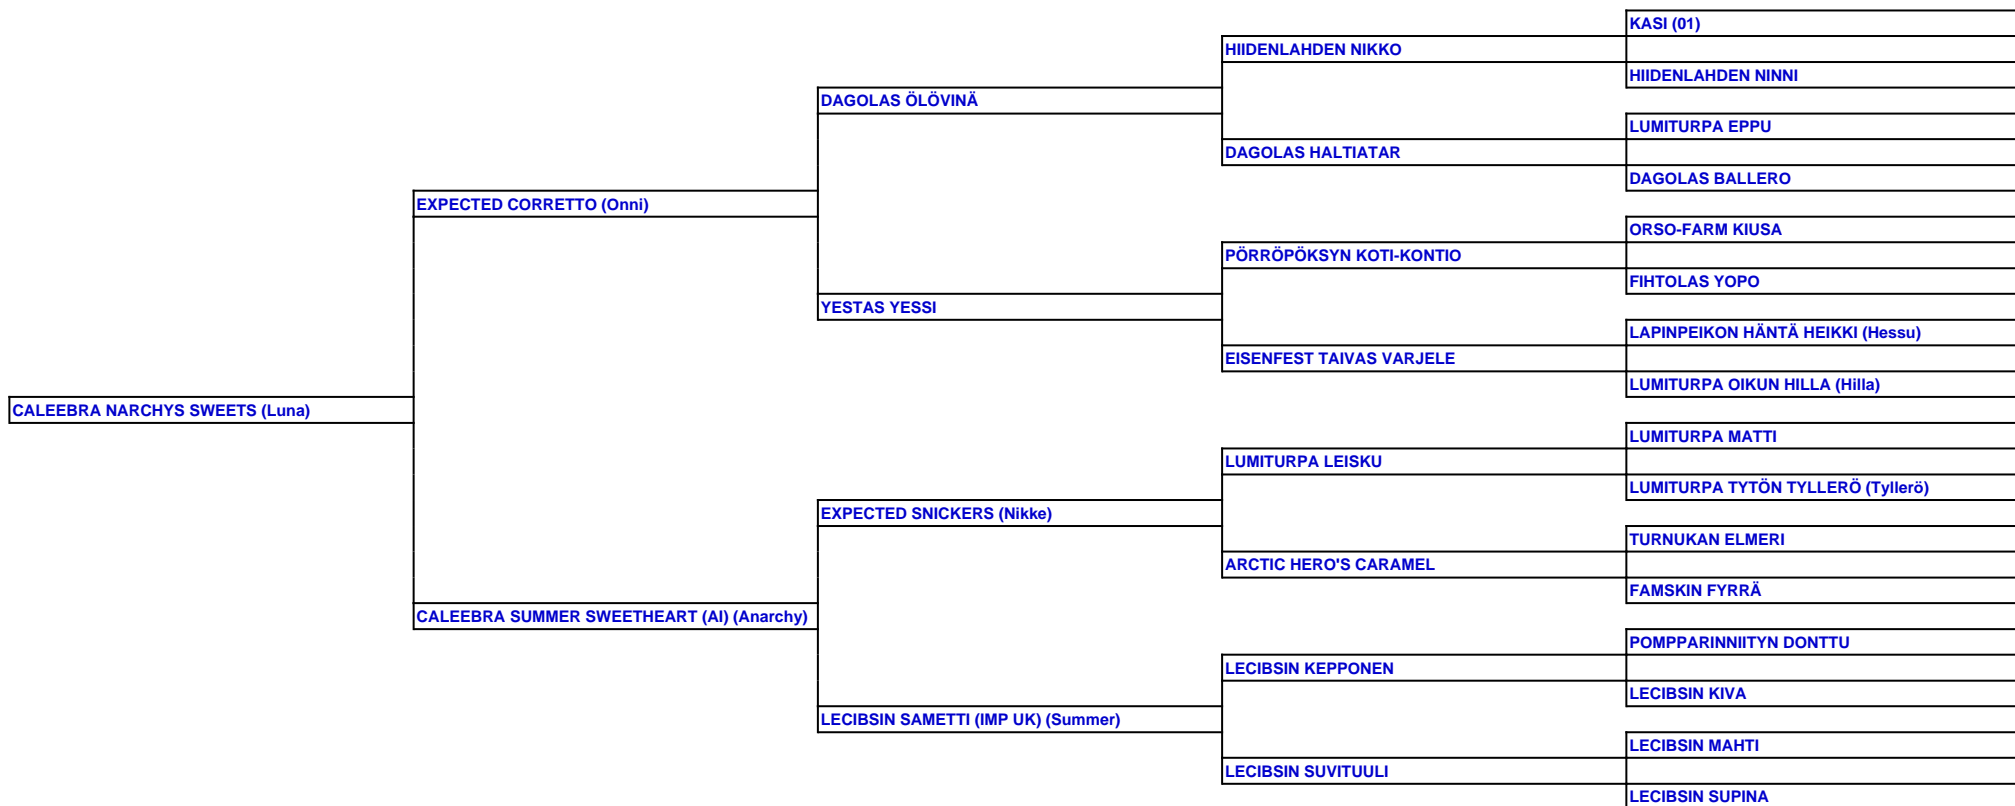 KASI (01)
HIIDENLAHDEN NIKKO
HIIDENLAHDEN NINNI
DAGOLAS ÖLÖVINÄ
LUMITURPA EPPU
DAGOLAS HALTIATAR
DAGOLAS BALLERO
EXPECTED CORRETTO (Onni)
ORSO-FARM KIUSA
PÖRRÖPÖKSYN KOTI-KONTIO
FIHTOLAS YOPO
YESTAS YESSI
LAPINPEIKON HÄNTÄ HEIKKI (Hessu)
EISENFEST TAIVAS VARJELE
LUMITURPA OIKUN HILLA (Hilla)
CALEEBRA NARCHYS SWEETS (Luna)
LUMITURPA MATTI
LUMITURPA LEISKU
LUMITURPA TYTÖN TYLLERÖ (Tyllerö)
EXPECTED SNICKERS (Nikke)
TURNUKAN ELMERI
ARCTIC HERO'S CARAMEL
FAMSKIN FYRRÄ
CALEEBRA SUMMER SWEETHEART (AI) (Anarchy)
POMPPARINNIITYN DONTTU
LECIBSIN KEPPONEN
LECIBSIN KIVA
LECIBSIN SAMETTI (IMP UK) (Summer)
LECIBSIN MAHTI
LECIBSIN SUVITUULI
LECIBSIN SUPINA